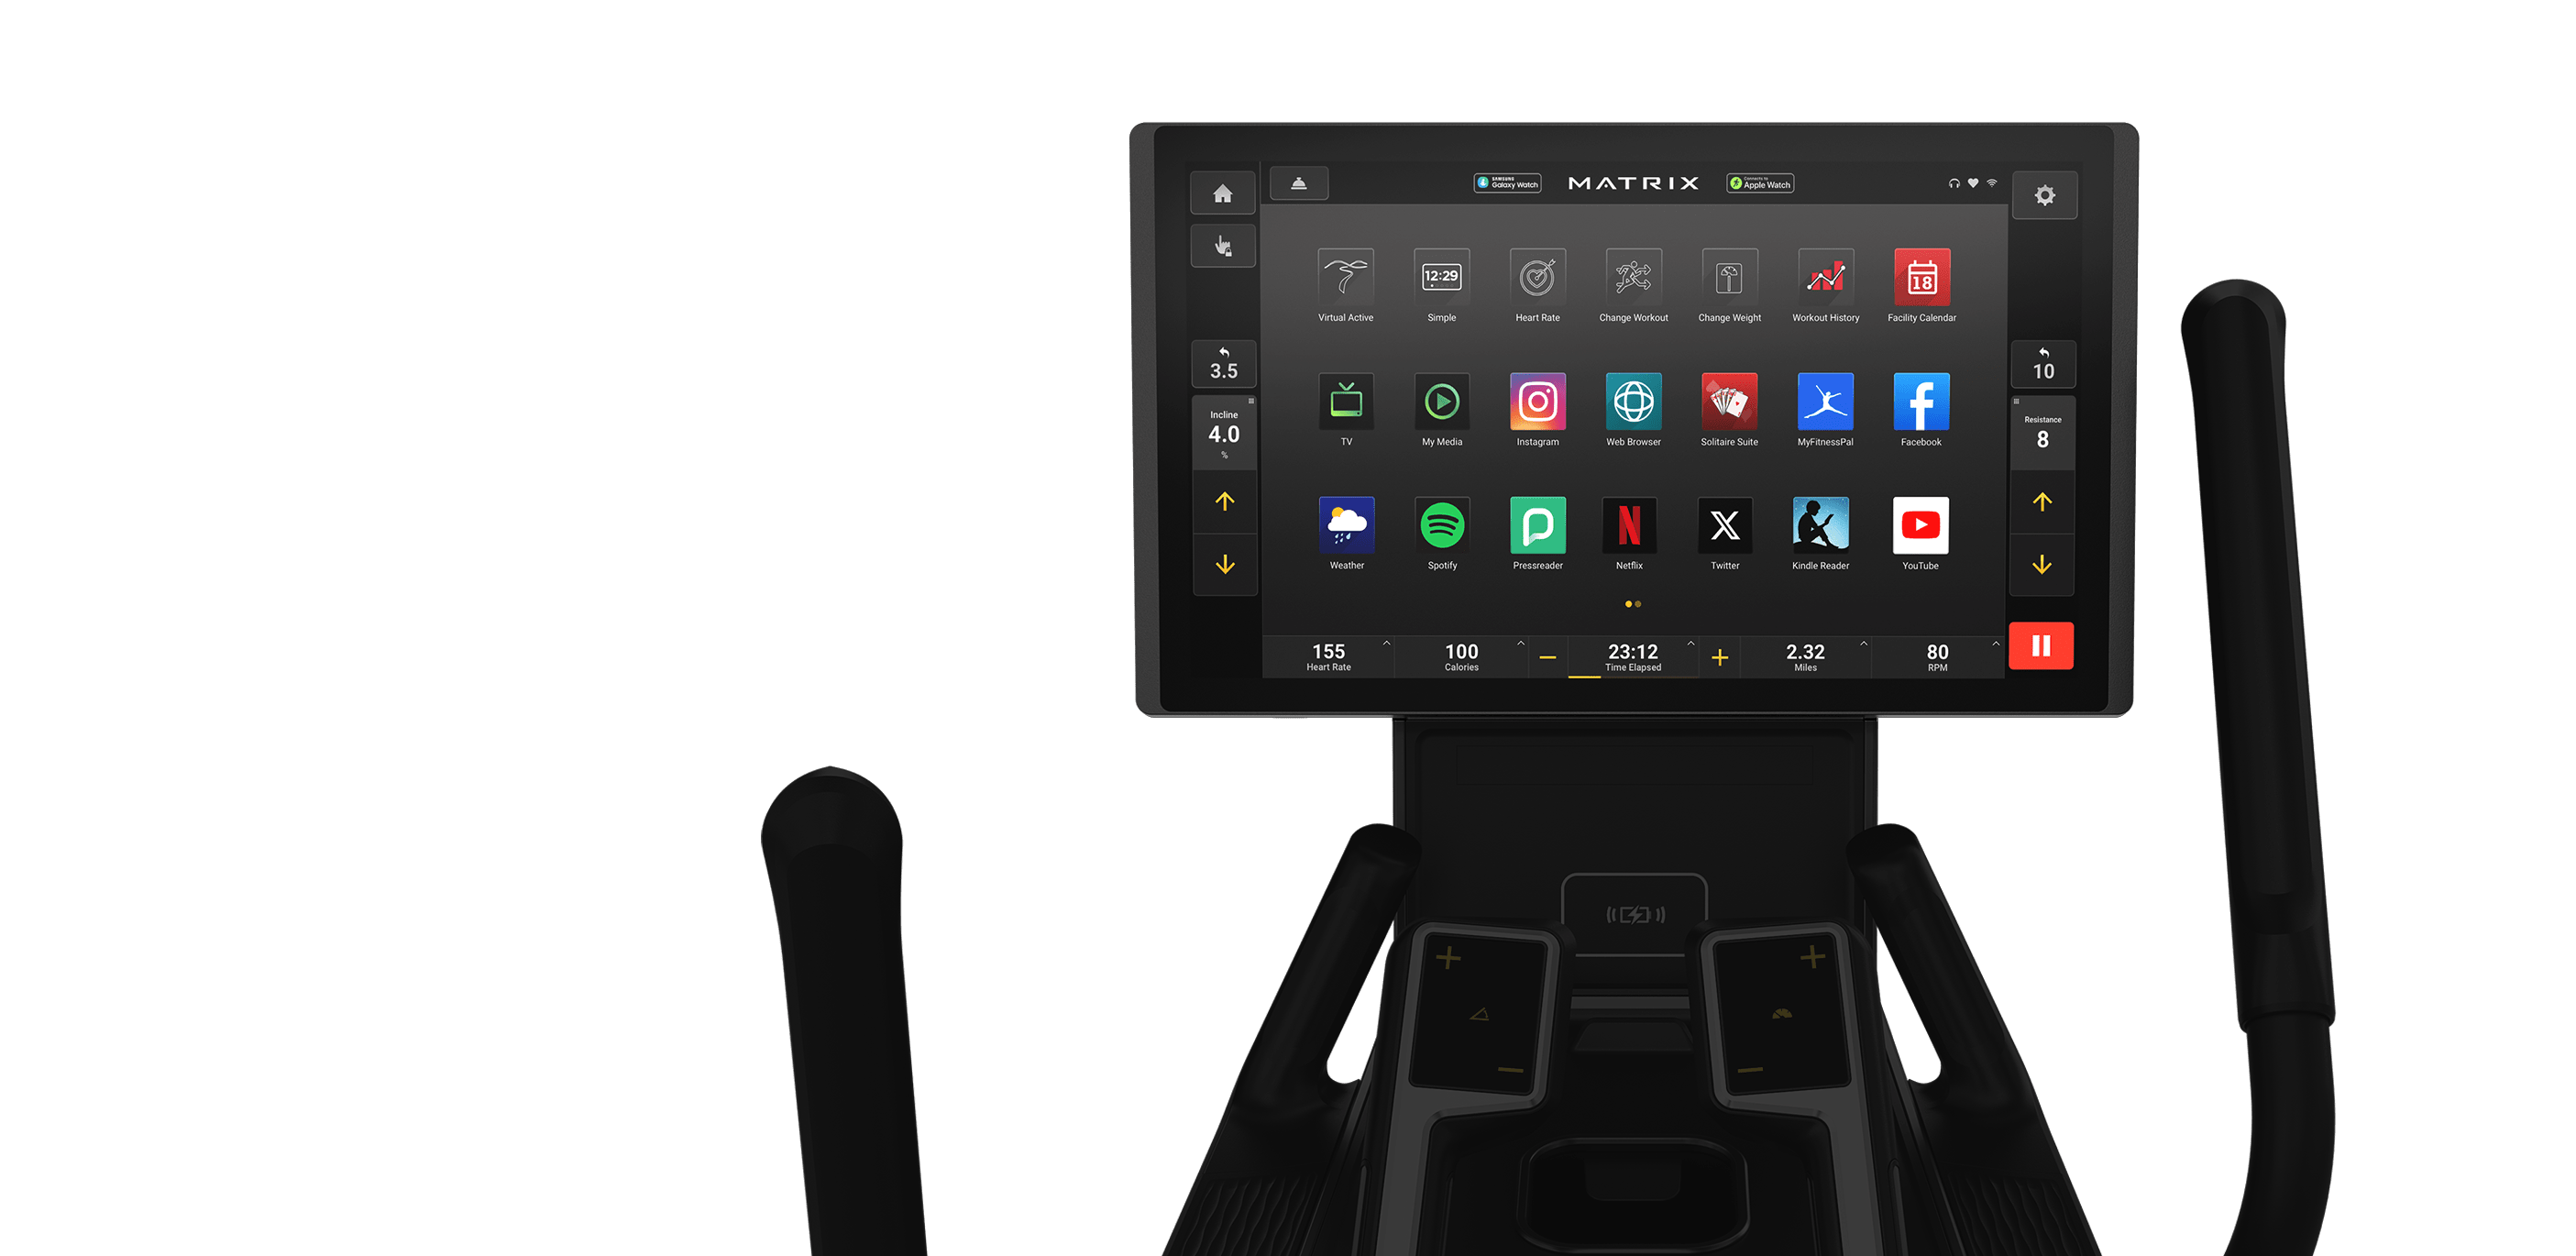 SAMSUNG
Galaxy Watch
MATRIX
Connects to
Apple Watch
12:29
18
Virtual Active
Simple
Heart Rate
Change Workout
Change Weight
Workout History
Facility Calendar
3.5
10
Incline
4.0
%
Resistance
8
TV
My Media
Instagram
Web Browser
Solitaire Suite
MyFitnessPal
Facebook
Weather
Spotify
Pressreader
Netflix
Twitter
Kindle Reader
YouTube
155
Heart Rate
100
Calories
23:12
Time Elapsed
2.32
Miles
80
RPM